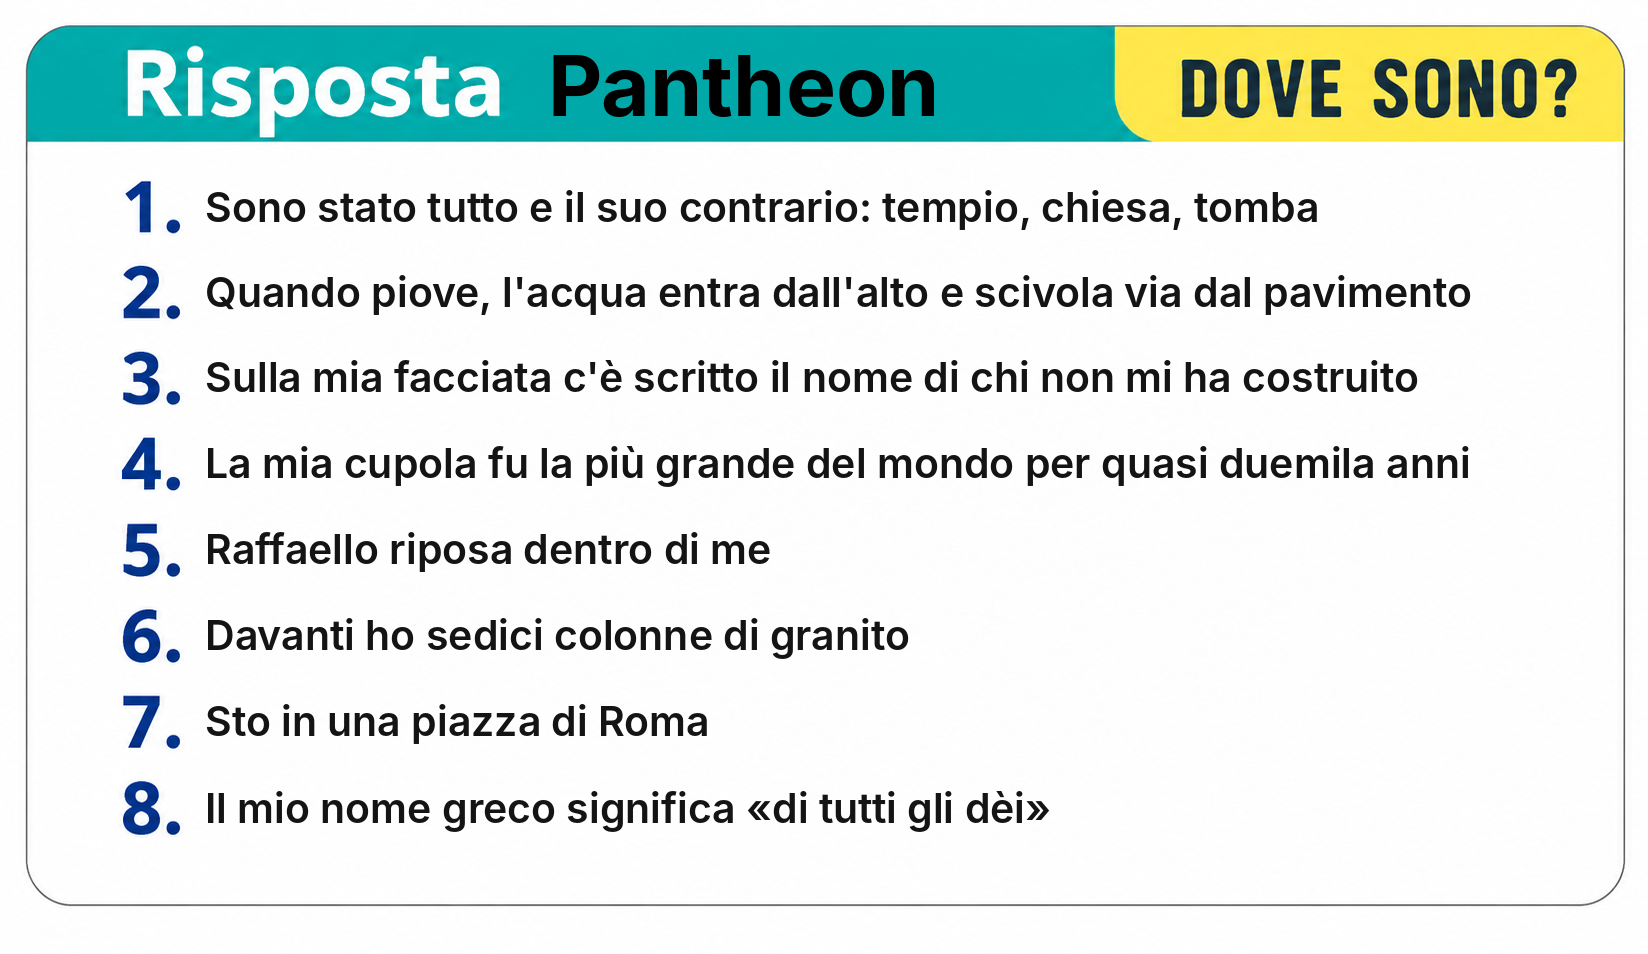 Risposta Pantheon
DOVE SONO?
1. Sono stato tutto e il suo contrario: tempio, chiesa, tomba
2. Quando piove, l'acqua entra dall'alto e scivola via dal pavimento
3. Sulla mia facciata c'è scritto il nome di chi non mi ha costruito
4. La mia cupola fu la più grande del mondo per quasi duemila anni
5. Raffaello riposa dentro di me
6. Davanti ho sedici colonne di granito
7. Sto in una piazza di Roma
8. Il mio nome greco significa «di tutti gli dèi»